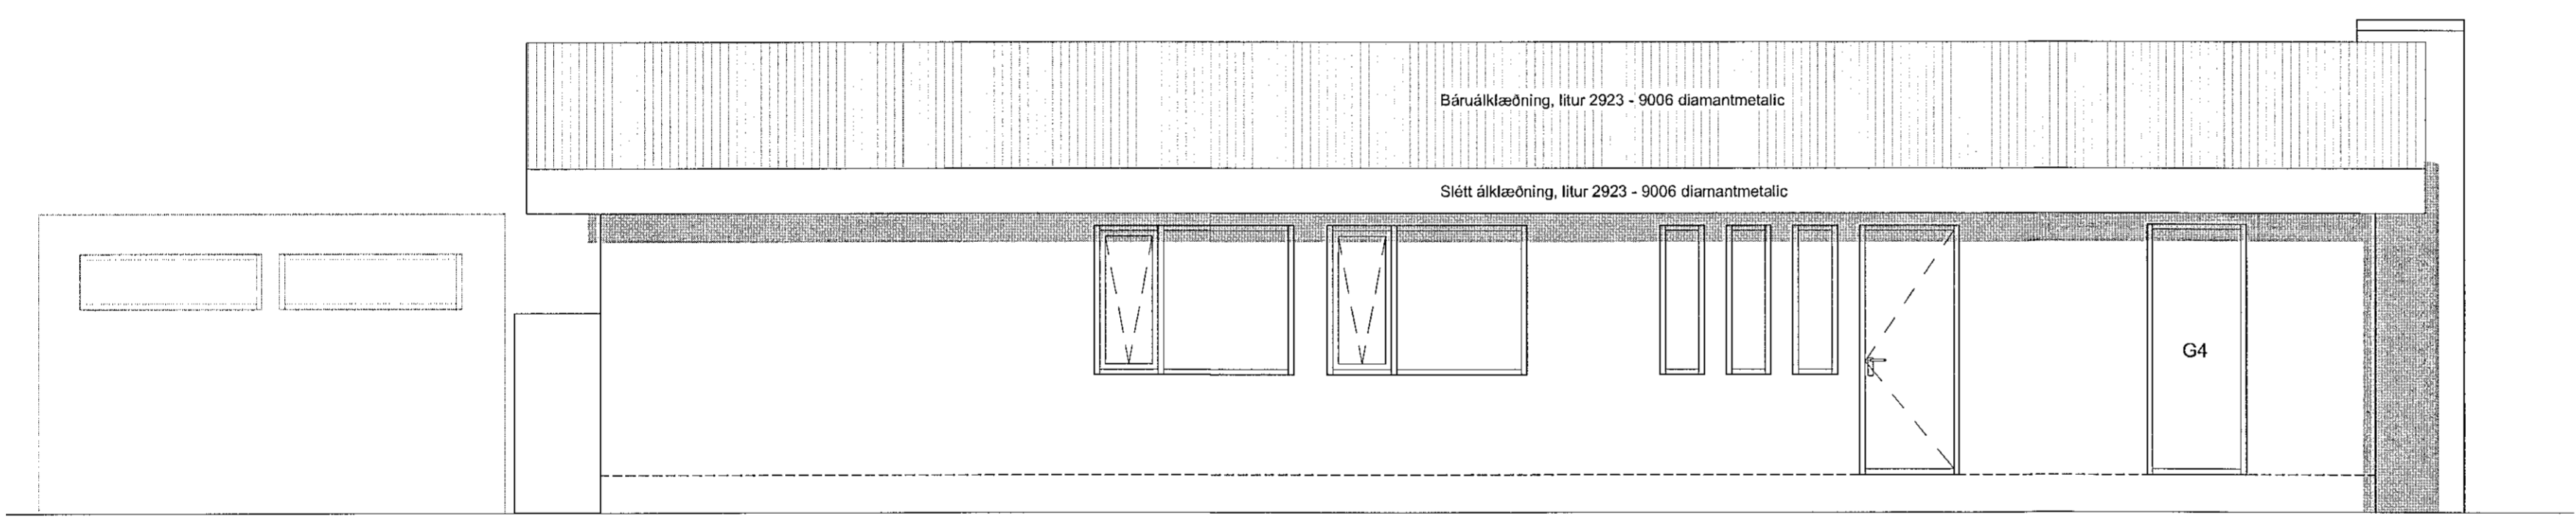 Báruálklæðning, litur 2923 - 9006 diamantmetalic
Slétt álklæðning, litur 2923 - 9006 diamantmetalic
G4